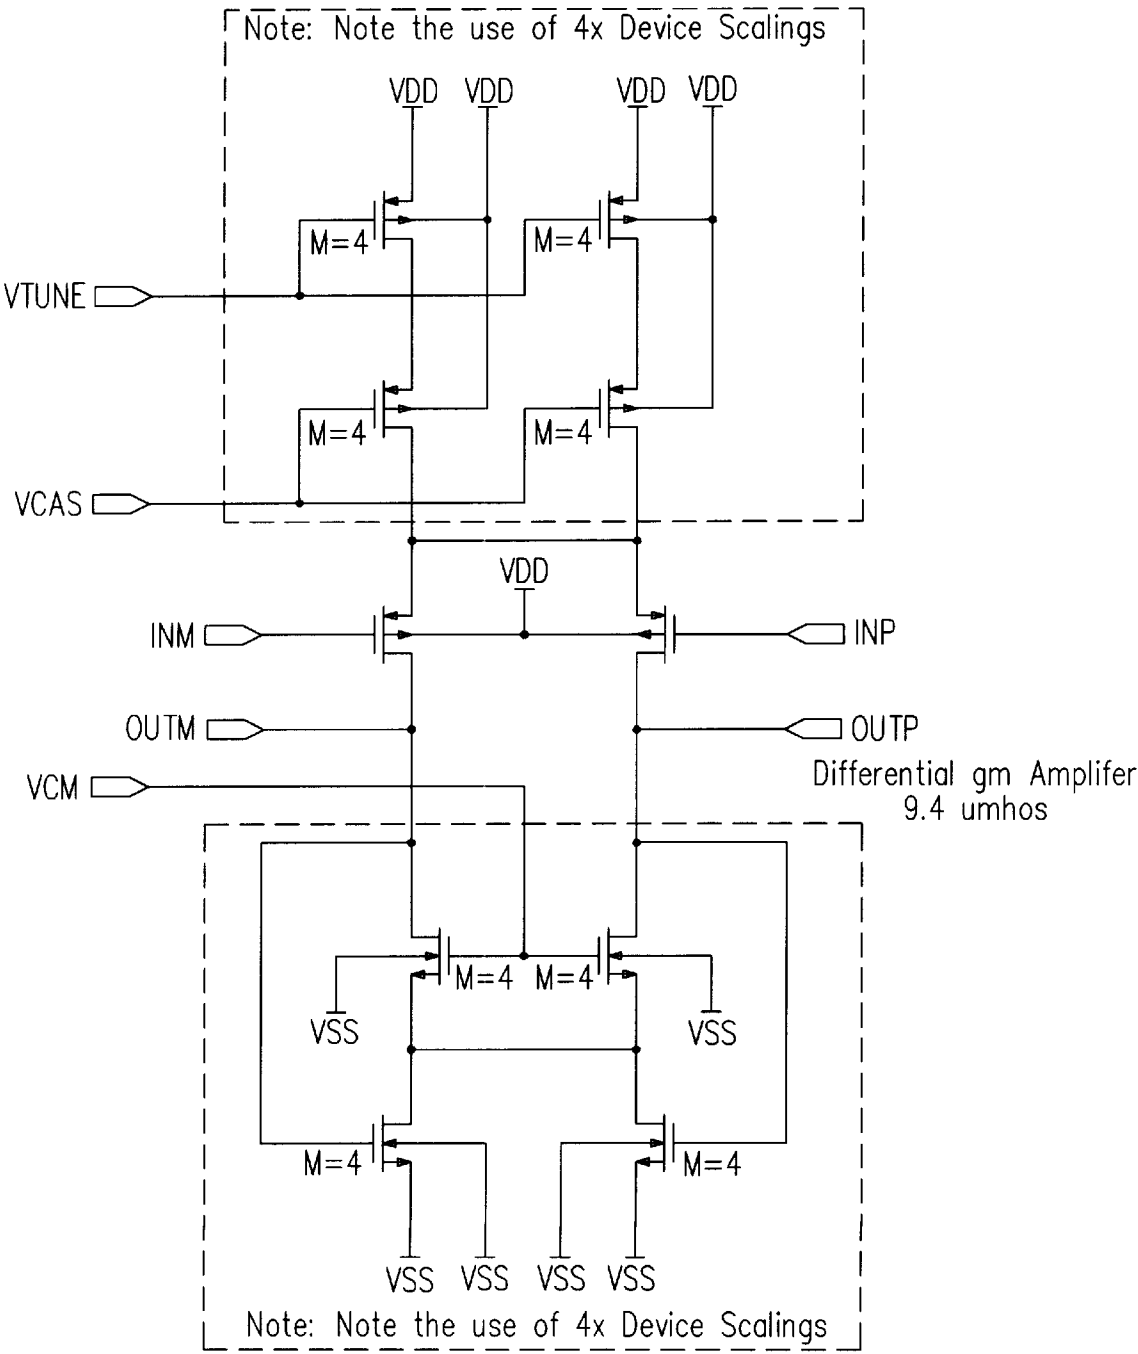 Note: Note the use of 4x Device Scalings
VDD VDD VDD VDD
M=4 M=4
VTUNE
M=4 M=4
VCAS
VDD
INM INP
OUTM OUTP
Differential gm Amplifer
9.4 umhos
VCM
M=4 M=4
VSS VSS
M=4 M=4
VSS VSS VSS VSS
Note: Note the use of 4x Device Scalings